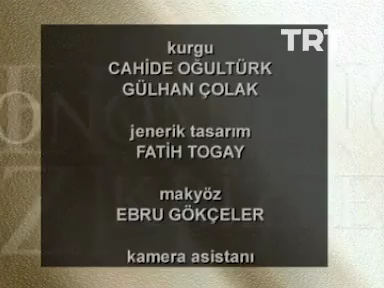 TRT
kurgu
CAHİDE OĞULTÜRK
GÜLHAN ÇOLAK
jenerik tasarım
FATİH TOGAY
makyöz
EBRU GÖKÇELER
kamera asistanı